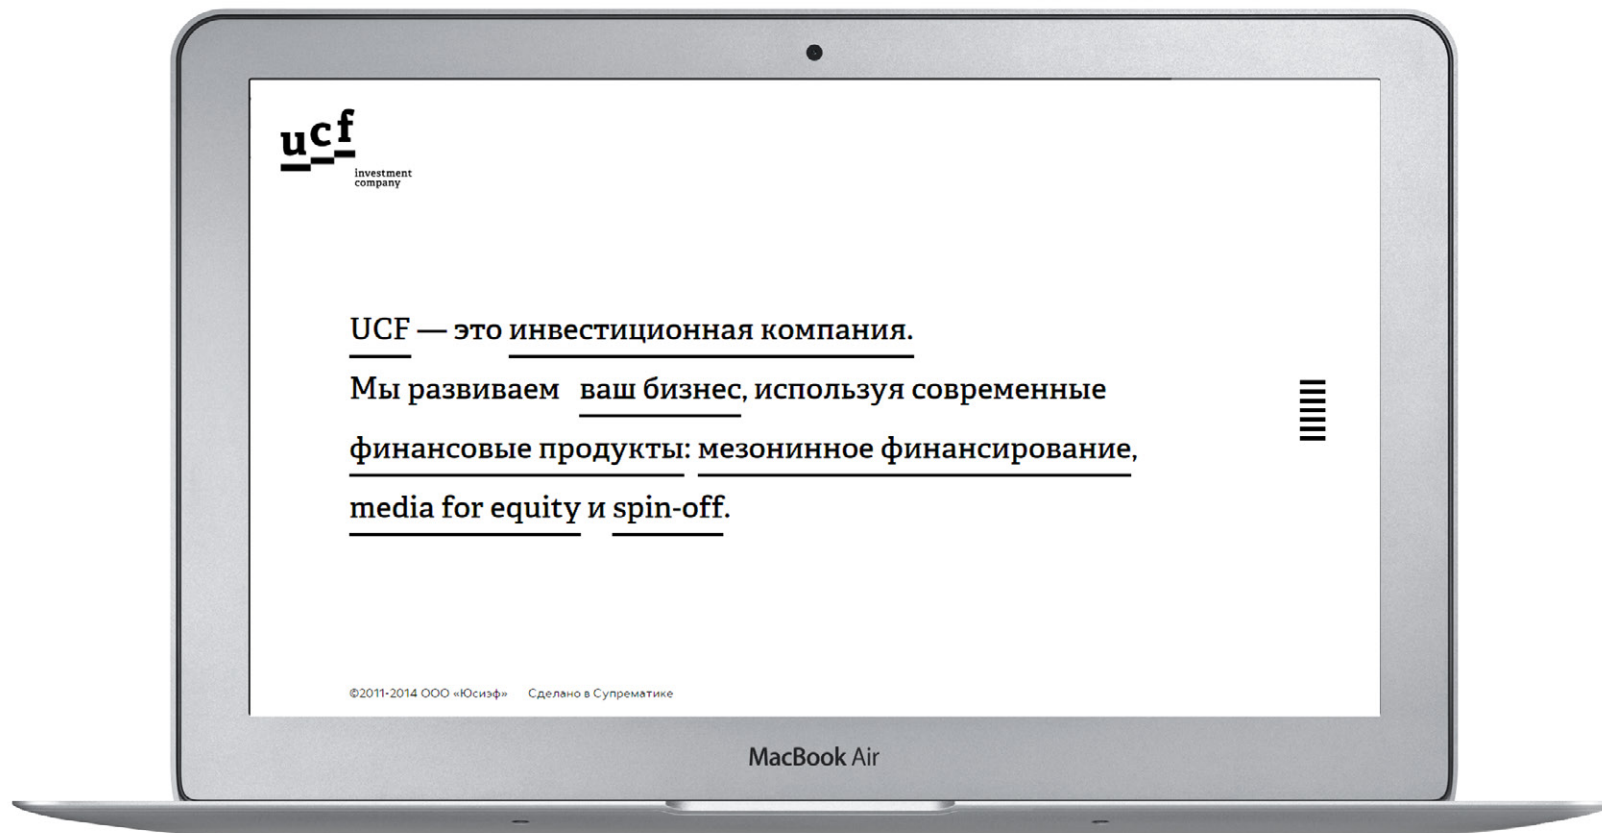 ucf
investment
company
UCF — это инвестиционная компания.
Мы развиваем ваш бизнес, используя современные
финансовые продукты: мезонинное финансирование,
media for equity и spin-off.
©2011-2014 ООО «Юсиэф» Сделано в Супрематике
MacBook Air